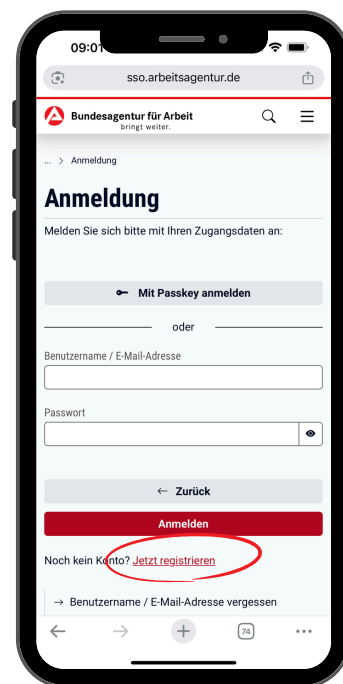 09:01
sso.arbeitsagentur.de
Bundesagentur für Arbeit
bringt weiter.
... > Anmeldung
Anmeldung
Melden Sie sich bitte mit Ihren Zugangsdaten an:
Mit Passkey anmelden
oder
Benutzername / E-Mail-Adresse
Passwort
← Zurück
Anmelden
Noch kein Konto? Jetzt registrieren
→ Benutzername / E-Mail-Adresse vergessen
74